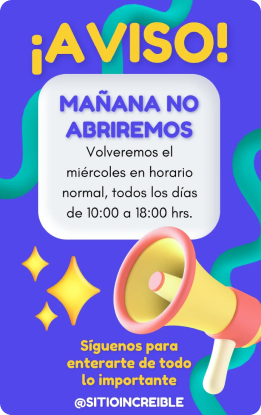 ¡AVISO!
MAÑANA NO
ABRIREMOS
Volveremos el
miércoles en horario
normal, todos los días
de 10:00 a 18:00 hrs.
Síguenos para
enterarte de todo
lo importante
@SITIOINCREIBLE